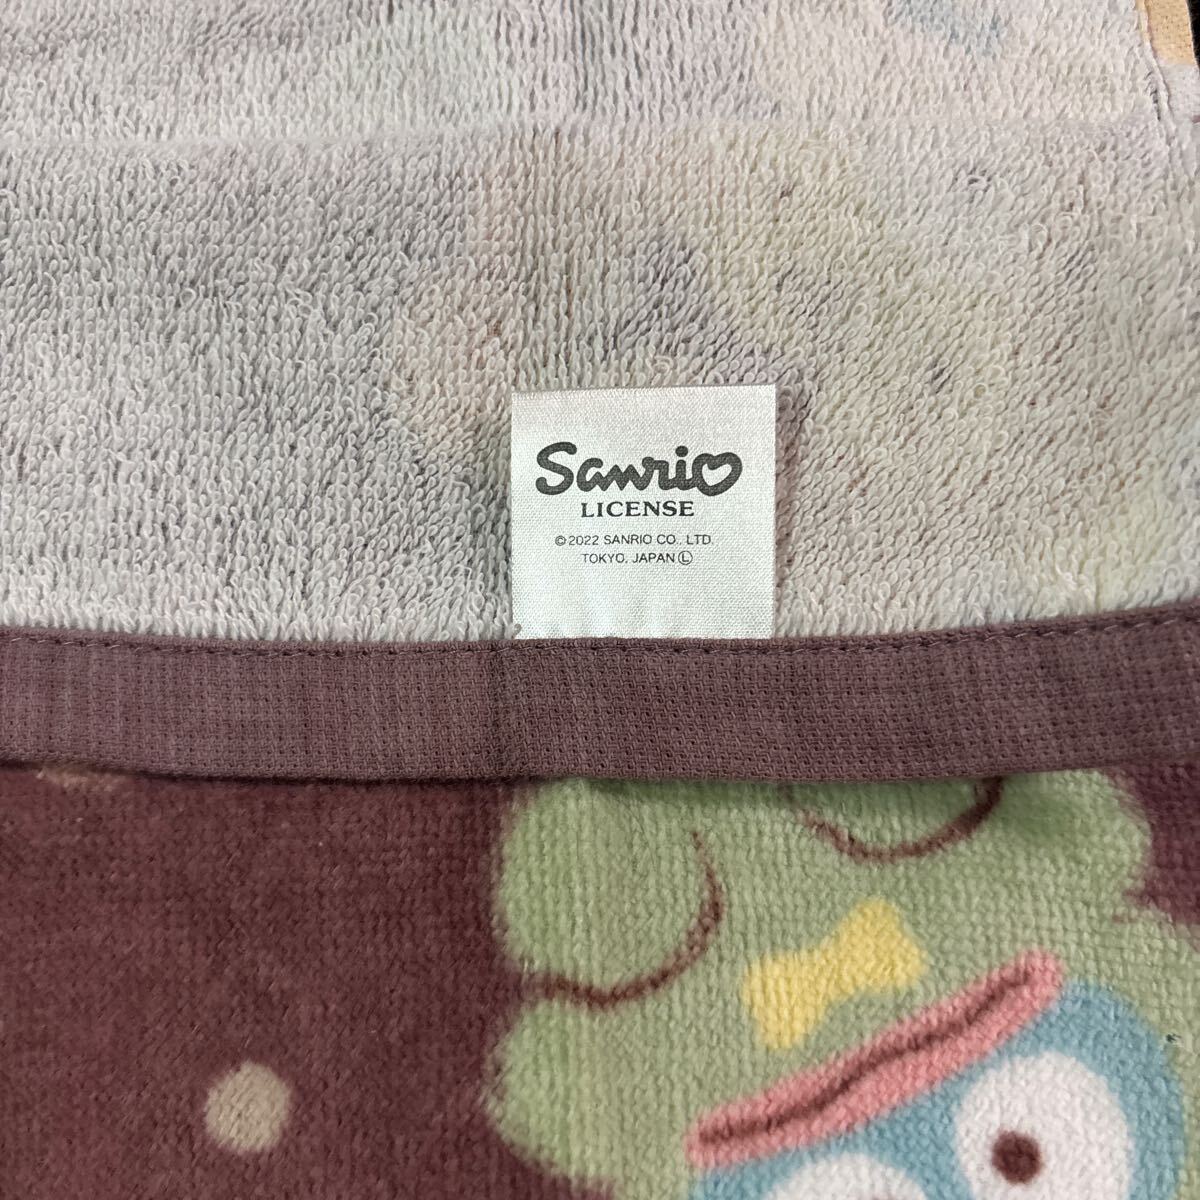 Sanrio
LICENSE
© 2022 SANRIO CO., LTD.
TOKYO, JAPAN Ⓛ